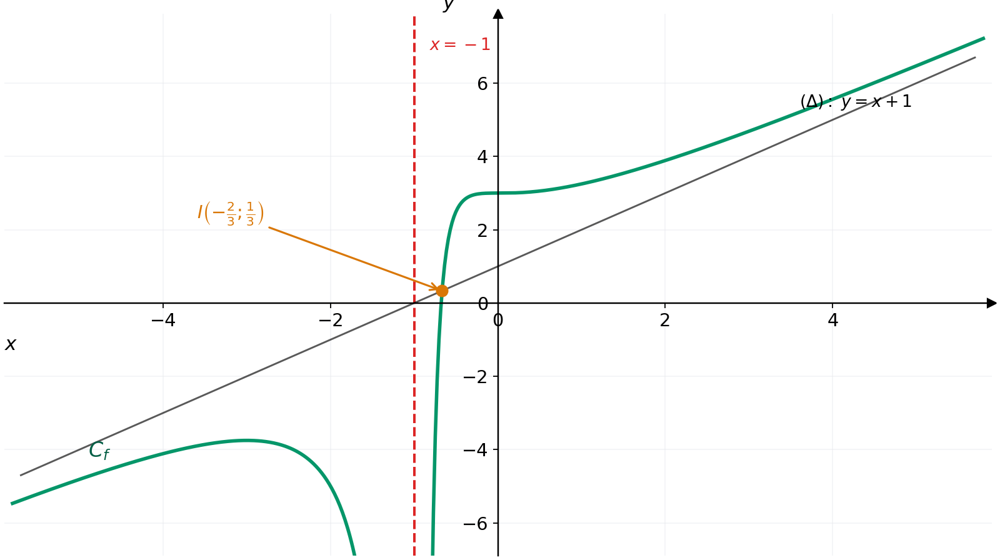 y
x = −1
6
(Δ) : y = x + 1
4
I(−2/3 ; 1/3)
2
0
−4 −2 0 2 4
x
−2
C_f
−4
−6